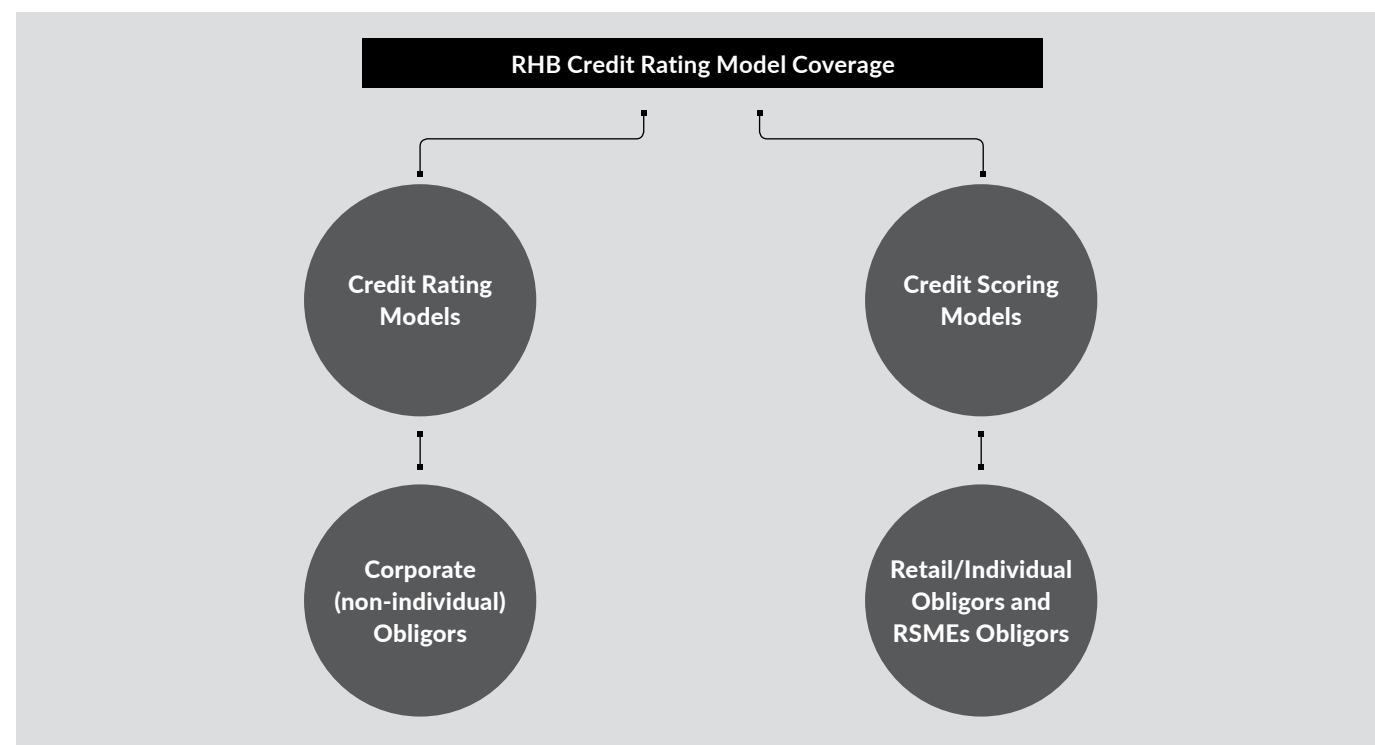 RHB Credit Rating Model Coverage
Credit Rating
Models
Credit Scoring
Models
Corporate
(non-individual)
Obligors
Retail/Individual
Obligors and
RSMEs Obligors